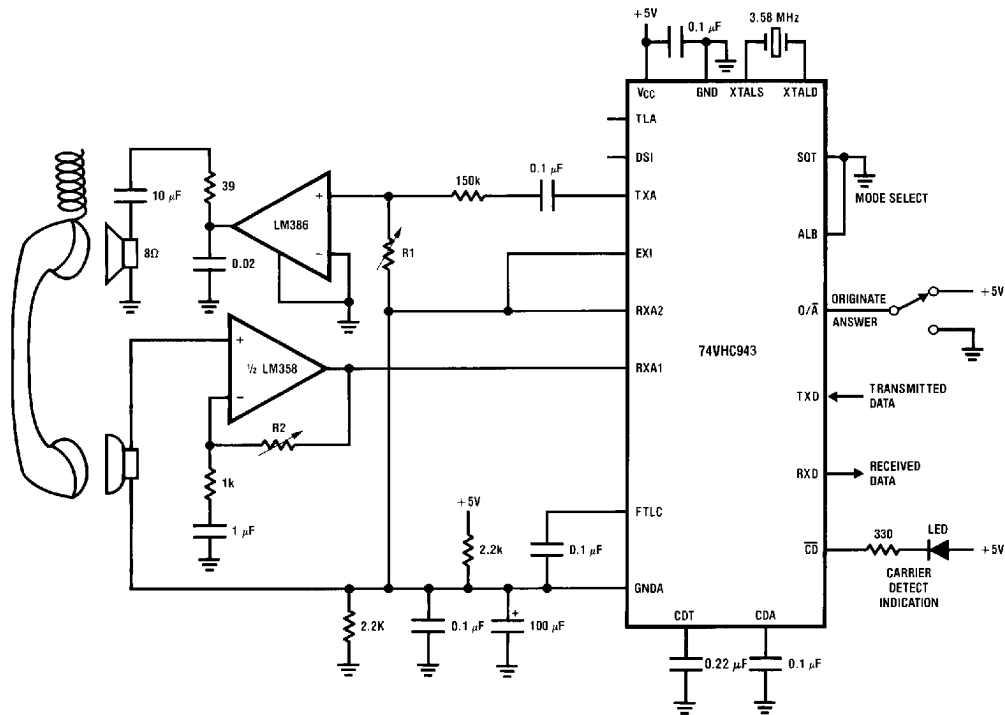 +5V
0.1 μF
3.58 MHz
VCC
GND
XTALS
XTALD
TLA
DSI
SQT
MODE SELECT
ALB
10 μF
39
150k
0.1 μF
TXA
8Ω
LM386
+
−
0.02
R1
EXI
RXA2
ORIGINATE
ANSWER
O/A̅
+5V
74VHC943
+
½ LM358
−
RXA1
R2
TXD
TRANSMITTED
DATA
1k
RXD
RECEIVED
DATA
1 μF
+5V
2.2k
0.1 μF
FTLC
C̅D̅
330
LED
+5V
CARRIER
DETECT
INDICATION
2.2K
0.1 μF
+
100 μF
GNDA
CDT
CDA
0.22 μF
0.1 μF